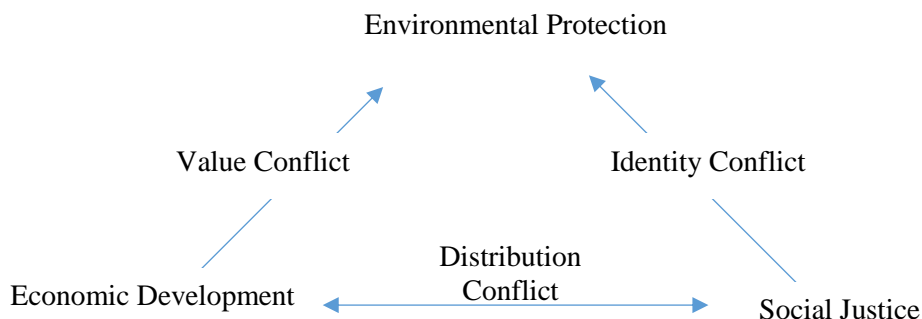 Environmental Protection
Value Conflict
Identity Conflict
Distribution
Conflict
Economic Development
Social Justice